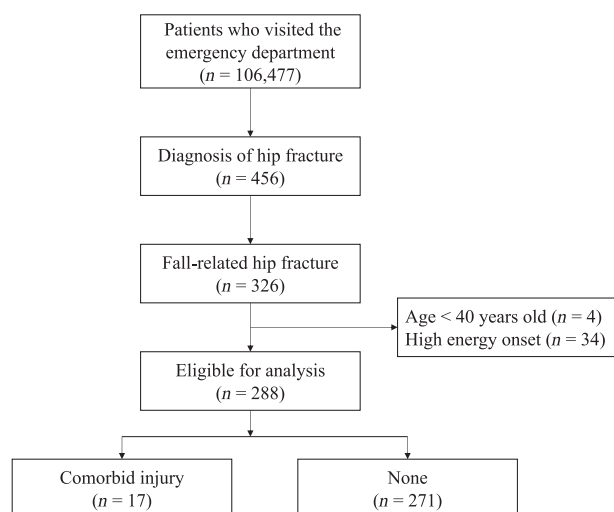 Patients who visited the
emergency department
(n = 106,477)
Diagnosis of hip fracture
(n = 456)
Fall-related hip fracture
(n = 326)
Age < 40 years old (n = 4)
High energy onset (n = 34)
Eligible for analysis
(n = 288)
Comorbid injury
(n = 17)
None
(n = 271)